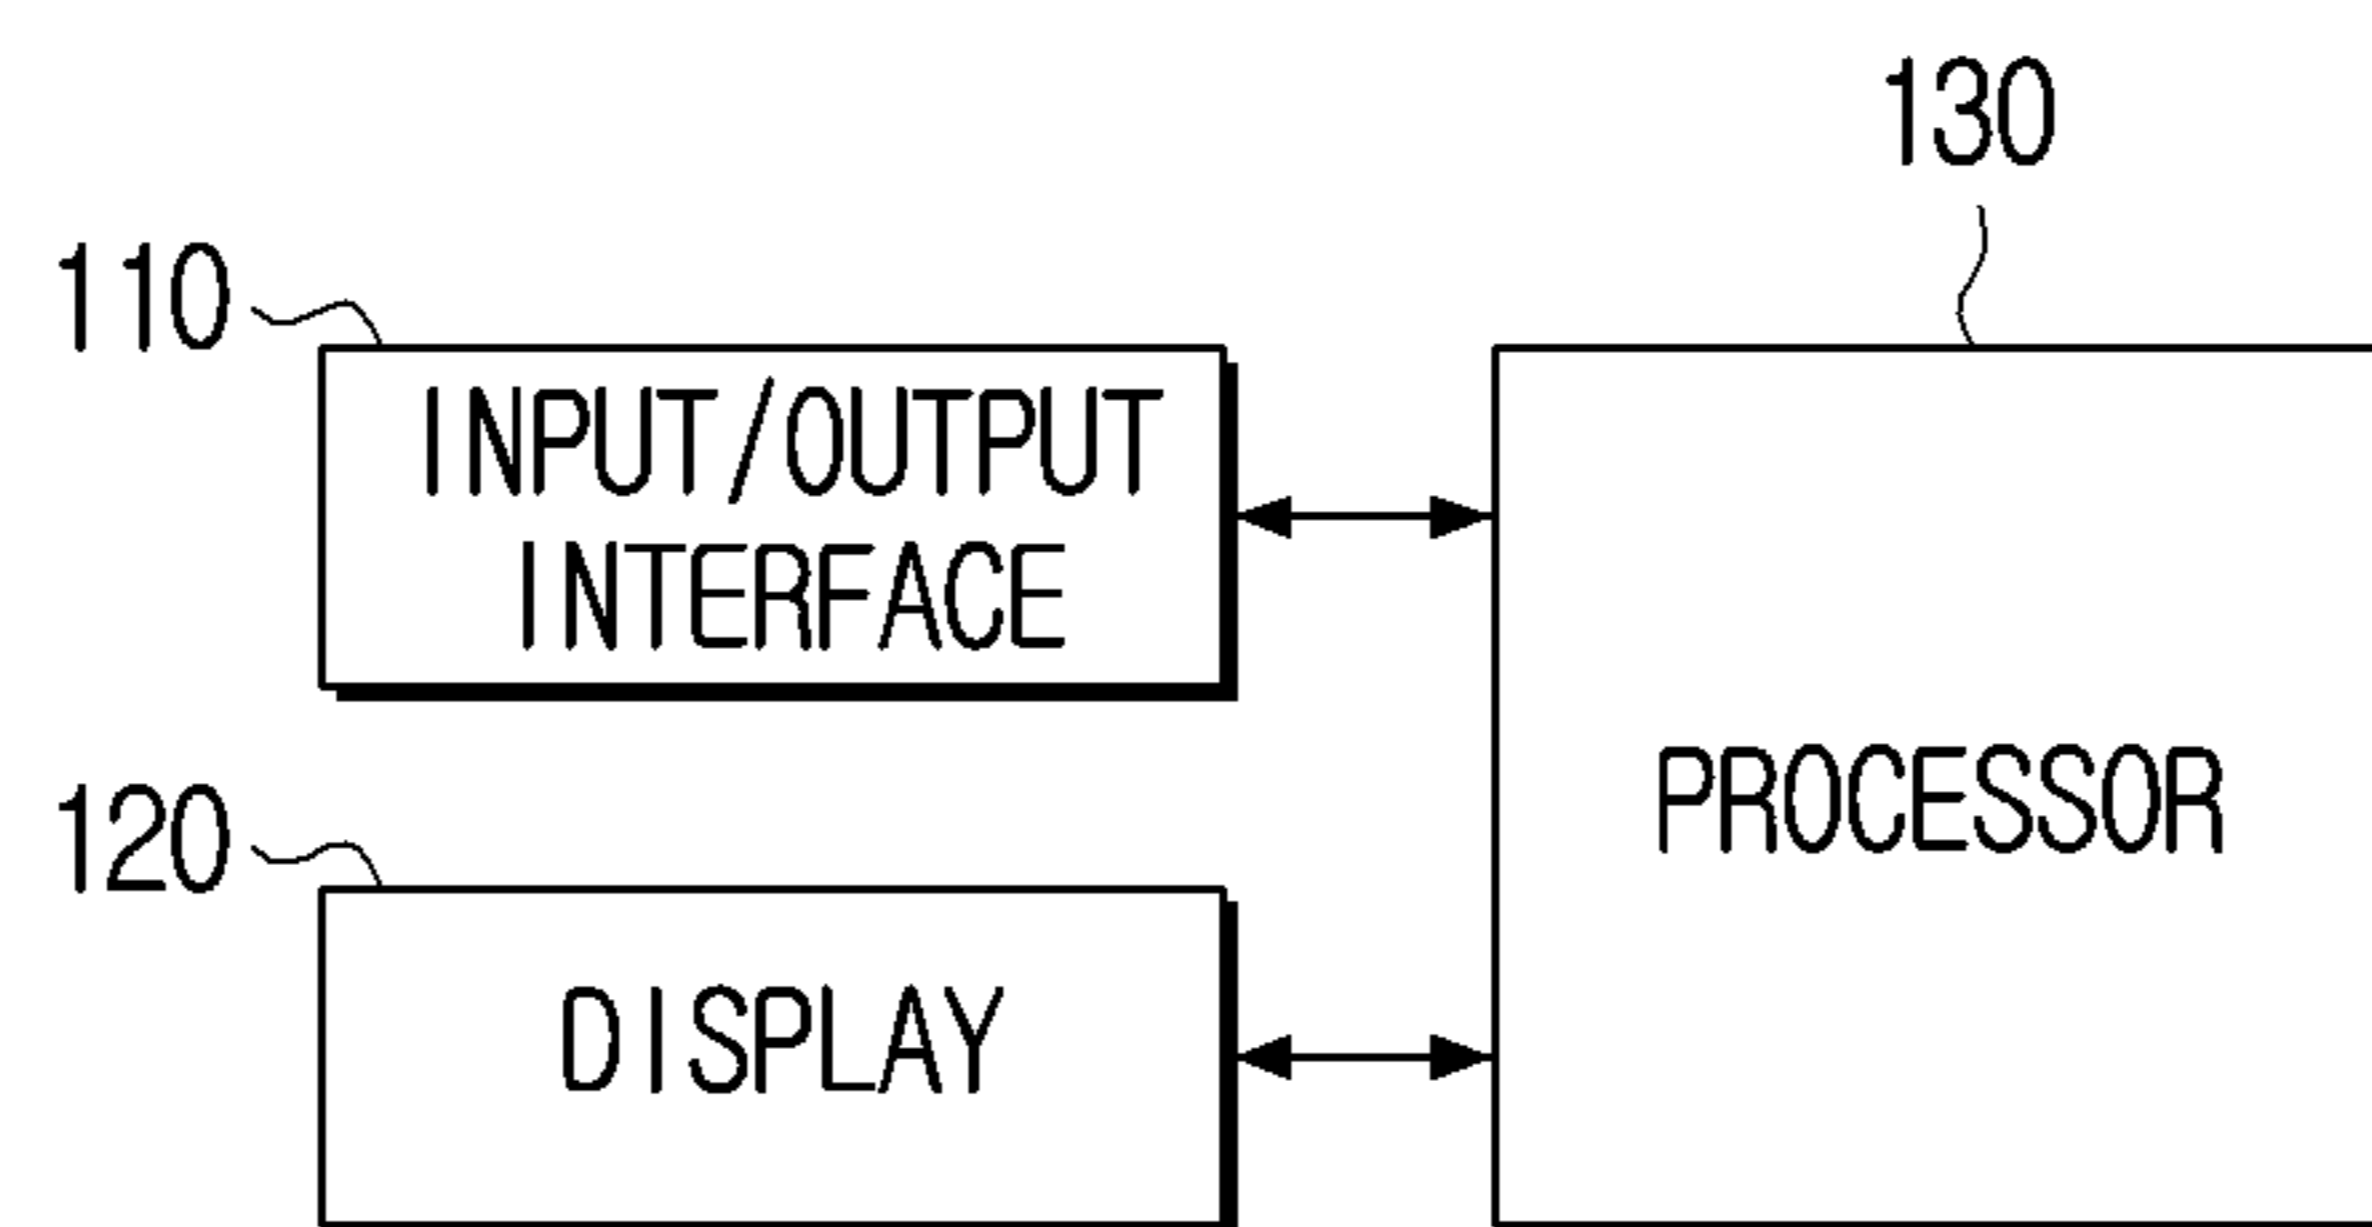 130
110
INPUT/OUTPUT
INTERFACE
PROCESSOR
120
DISPLAY